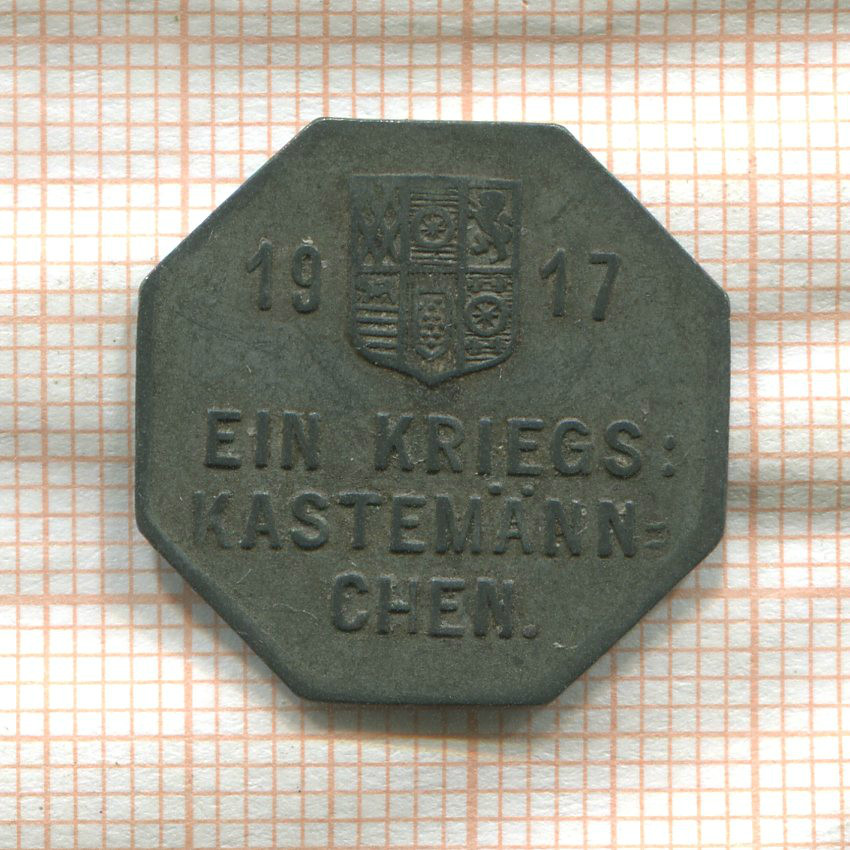 19 17
EIN KRIEGS:
KASTEMÄNN=
CHEN.